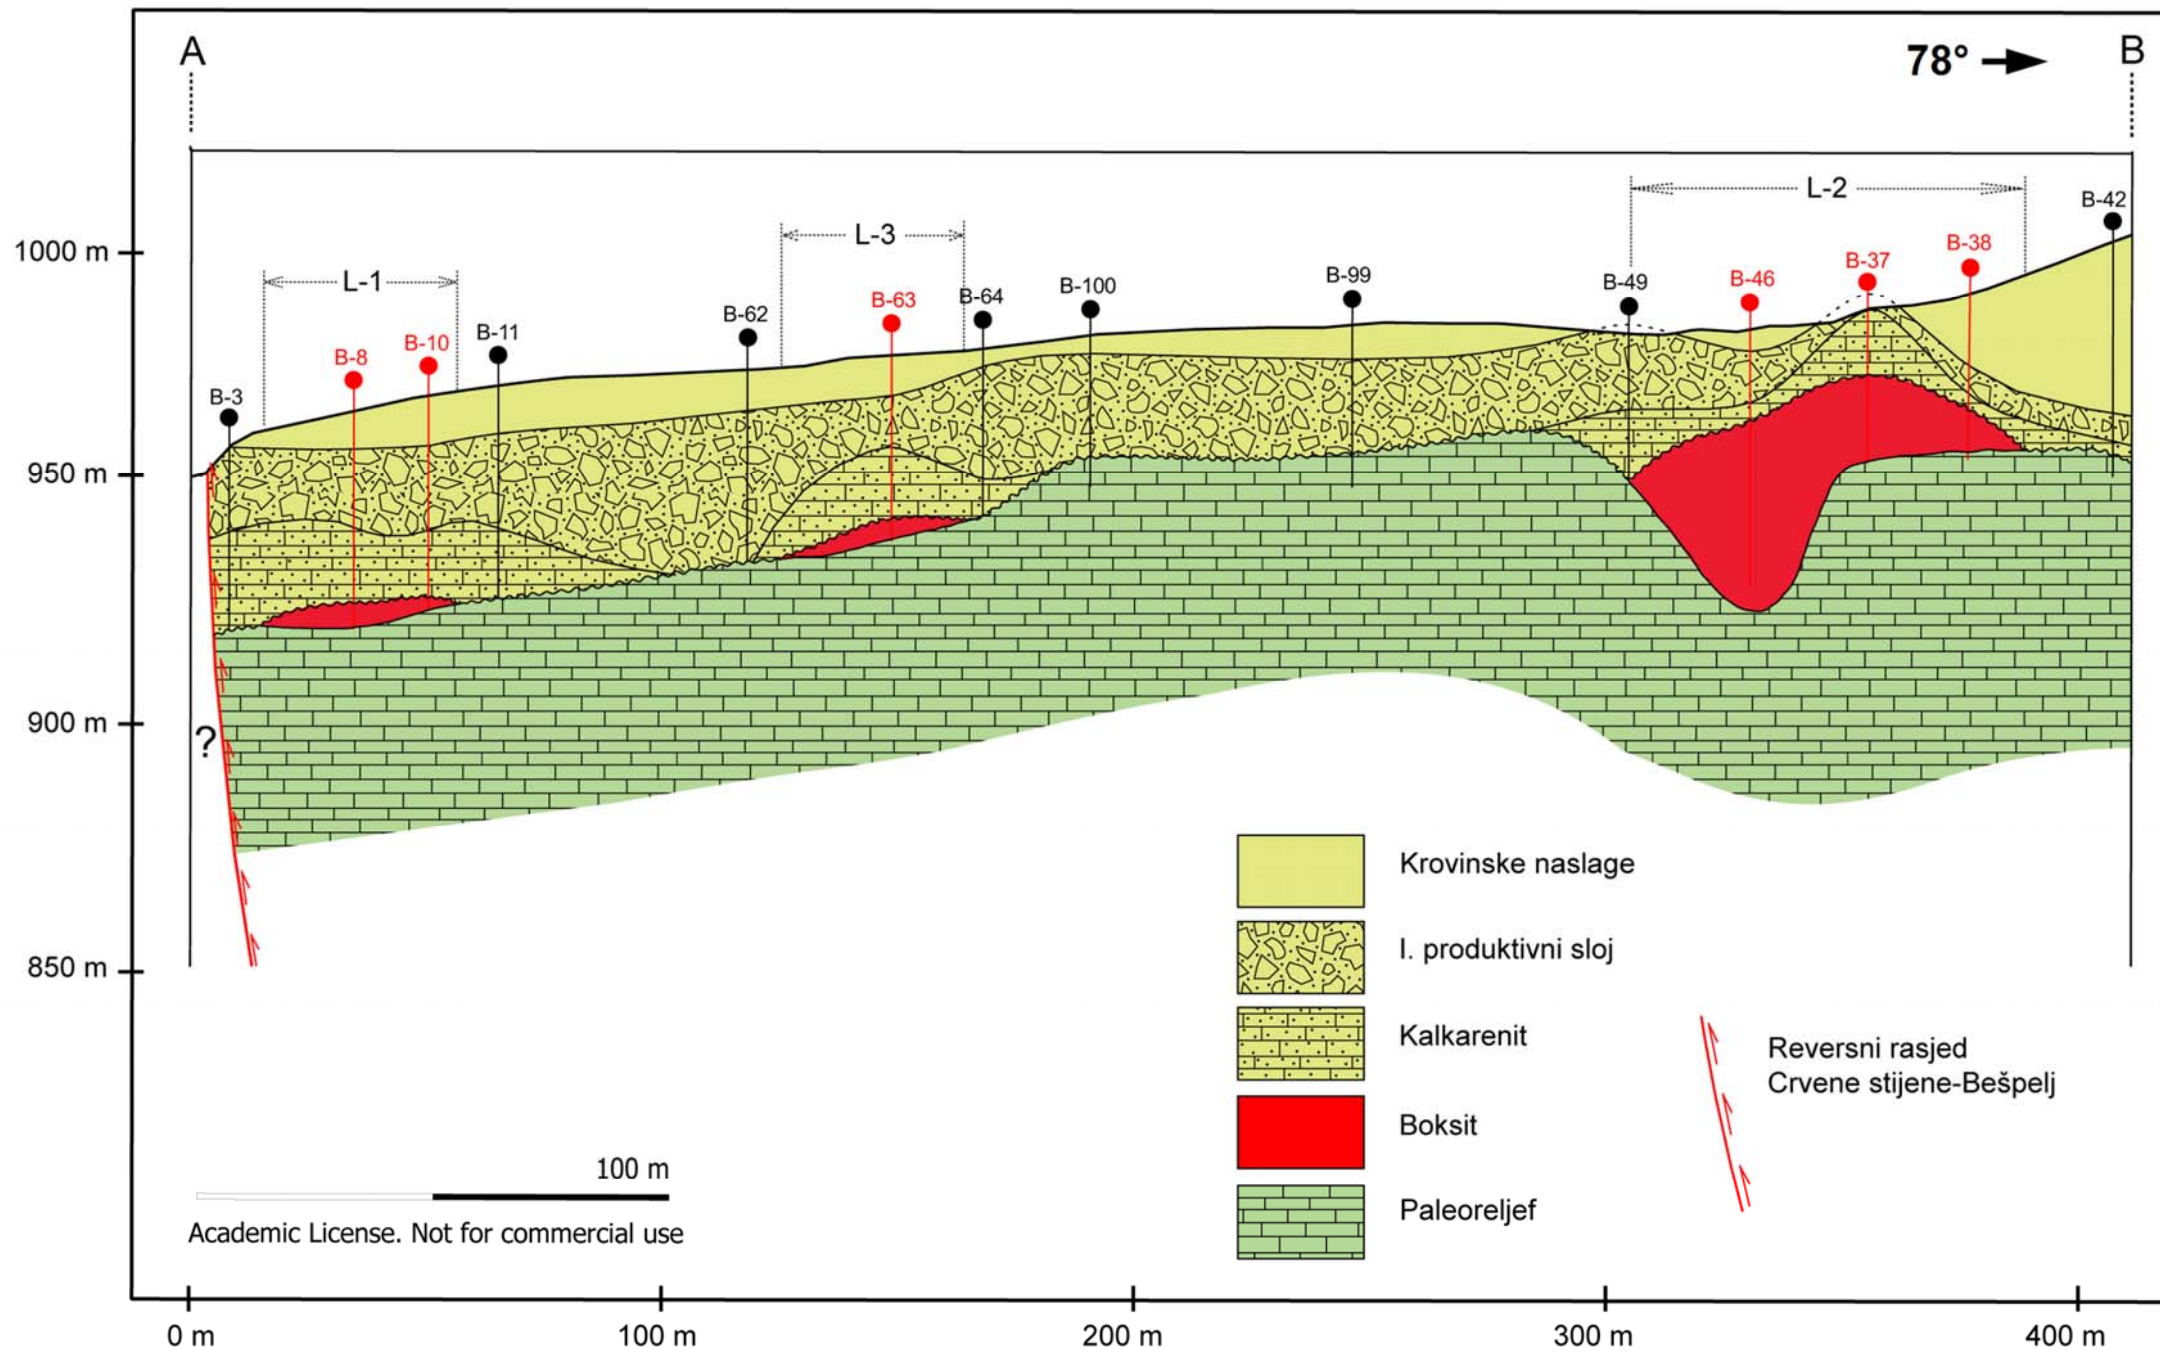 A
78°
B
L-2
B-42
L-3
1000 m
B-38
B-37
L-1
B-99
B-46
B-100
B-49
B-64
B-63
B-62
B-11
B-10
B-8
B-3
950 m
900 m
?
850 m
Krovinske naslage
I. produktivni sloj
Kalkarenit
Boksit
Paleoreljef
Reversni rasjed
Crvene stijene-Bešpelj
100 m
Academic License. Not for commercial use
0 m
100 m
200 m
300 m
400 m